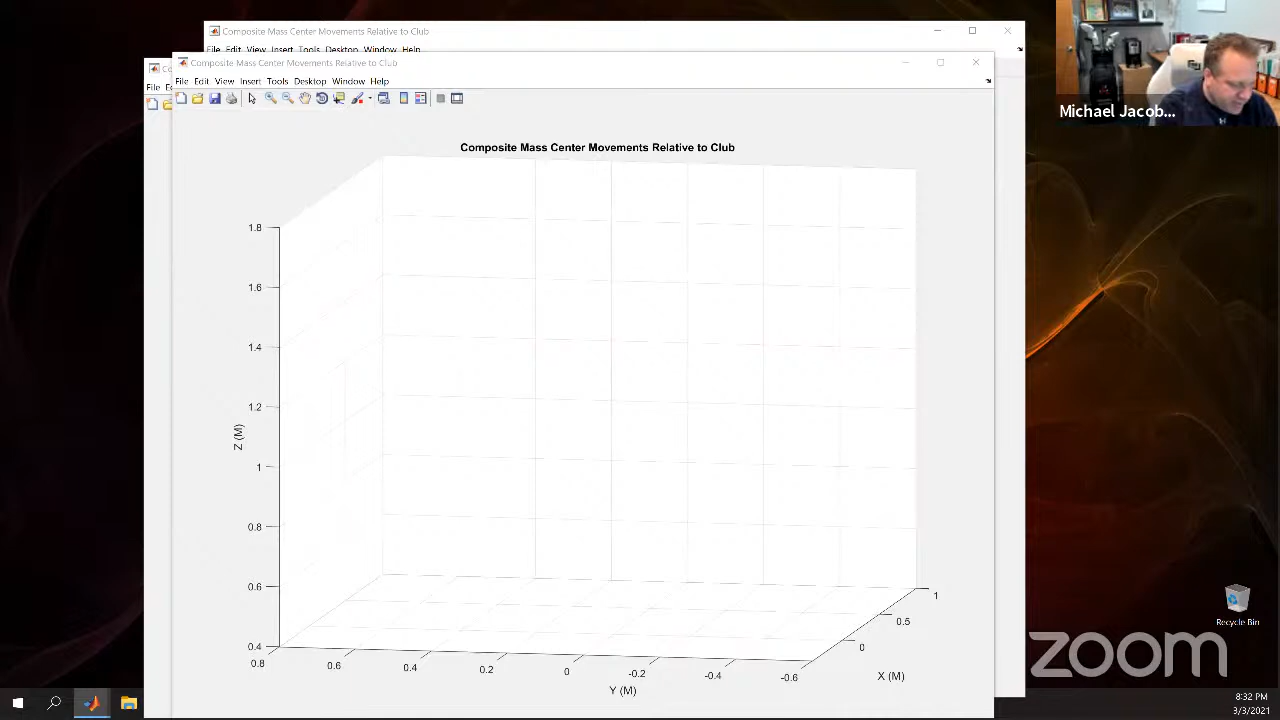 Composite Mass Center Movements Relative to Club
File Edit View Insert Tools Desktop Window Help
Composite Mass Center Movements Relative to Club
File Edit View Insert Tools Desktop Window Help
File
Composite Mass Center Movements Relative to Club
1.8
1.6
1.4
1.2
1
0.8
0.6
0.4
Z (M)
0.8
0.6
0.4
0.2
0
-0.2
-0.4
-0.6
Y (M)
0
0.5
1
X (M)
Michael Jacob...
Recycle Bin
zoom
8:32 PM
3/3/2021